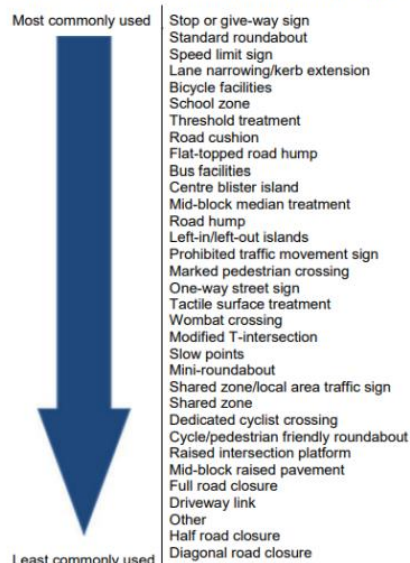 Most commonly used
Stop or give-way sign
Standard roundabout
Speed limit sign
Lane narrowing/kerb extension
Bicycle facilities
School zone
Threshold treatment
Road cushion
Flat-topped road hump
Bus facilities
Centre blister island
Mid-block median treatment
Road hump
Left-in/left-out islands
Prohibited traffic movement sign
Marked pedestrian crossing
One-way street sign
Tactile surface treatment
Wombat crossing
Modified T-intersection
Slow points
Mini-roundabout
Shared zone/local area traffic sign
Shared zone
Dedicated cyclist crossing
Cycle/pedestrian friendly roundabout
Raised intersection platform
Mid-block raised pavement
Full road closure
Driveway link
Other
Half road closure
Diagonal road closure
Least commonly used